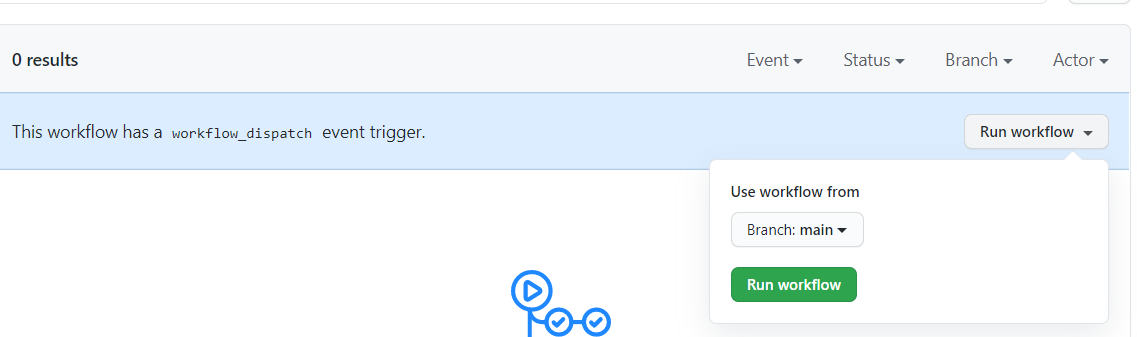 0 results
Event
Status
Branch
Actor
This workflow has a workflow_dispatch event trigger.
Run workflow
Use workflow from
Branch: main
Run workflow